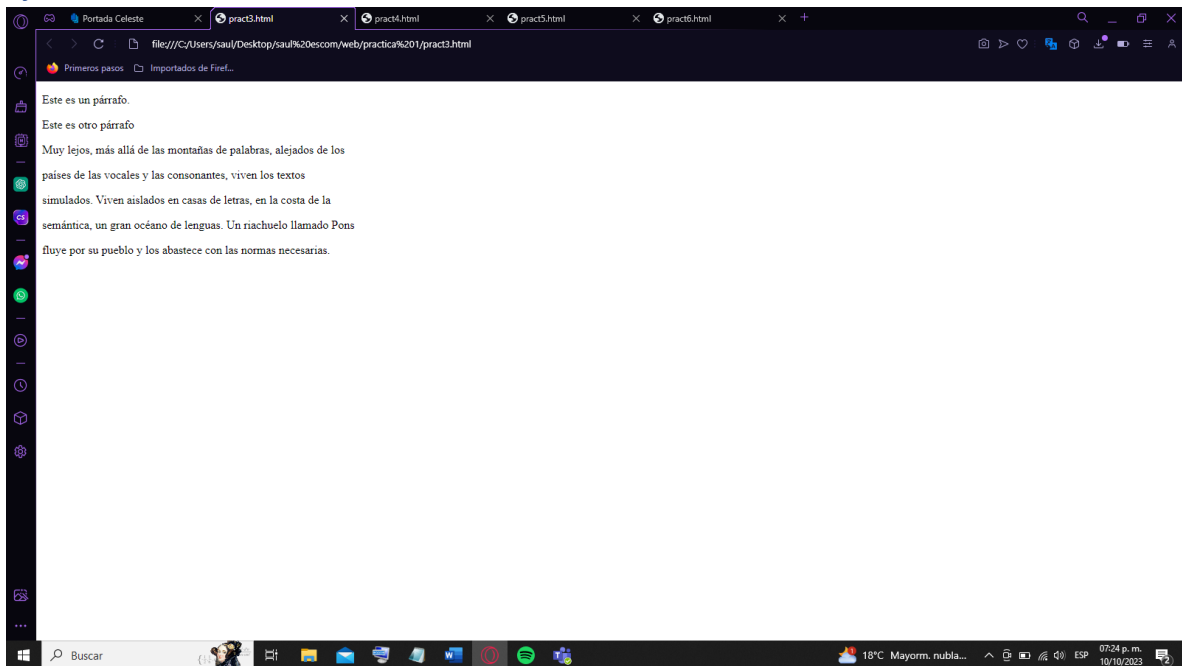 Portada Celeste
pract3.html
pract4.html
pract5.html
pract6.html
file:///C:/Users/saul/Desktop/saul%20escom/web/practica%201/pract3.html
Primeros pasos
Importados de Firef...
Este es un párrafo.
Este es otro párrafo
Muy lejos, más allá de las montañas de palabras, alejados de los
países de las vocales y las consonantes, viven los textos
simulados. Viven aislados en casas de letras, en la costa de la
semántica, un gran océano de lenguas. Un riachuelo llamado Pons
fluye por su pueblo y los abastece con las normas necesarias.
CS
Buscar
18°C Mayorm. nubla...
ESP
07:24 p. m.
10/10/2023
2